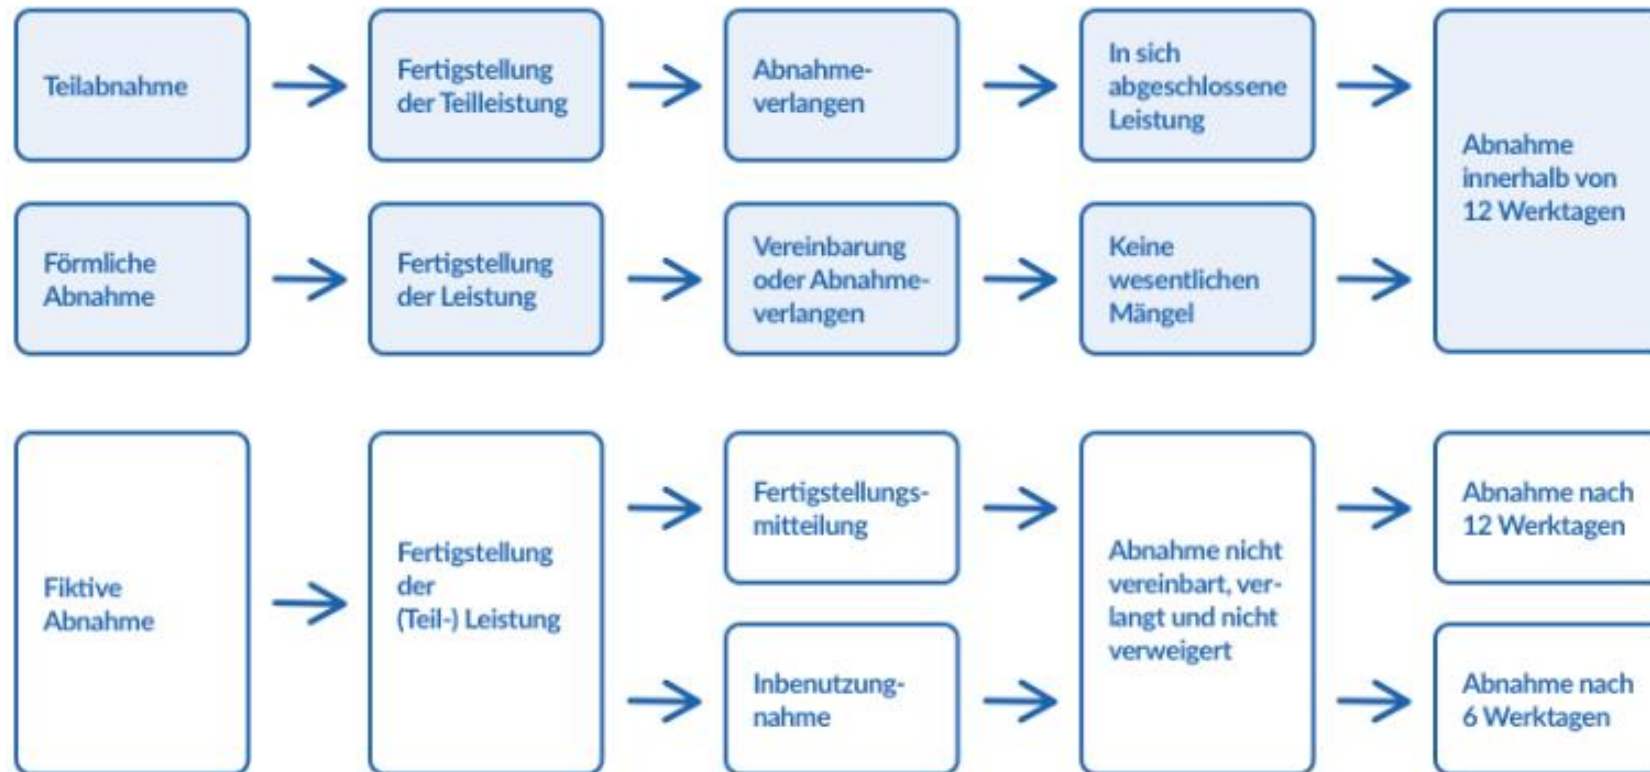 Teilabnahme
Fertigstellung
der Teilleistung
Abnahme-
verlangen
In sich
abgeschlossene
Leistung
Abnahme
innerhalb von
12 Werktagen
Förmliche
Abnahme
Fertigstellung
der Leistung
Vereinbarung
oder Abnahme-
verlangen
Keine
wesentlichen
Mängel
Fiktive
Abnahme
Fertigstellung
der
(Teil-) Leistung
Fertigstellungs-
mitteilung
Inbenutzung-
nahme
Abnahme nicht
vereinbart, ver-
langt und nicht
verweigert
Abnahme nach
12 Werktagen
Abnahme nach
6 Werktagen